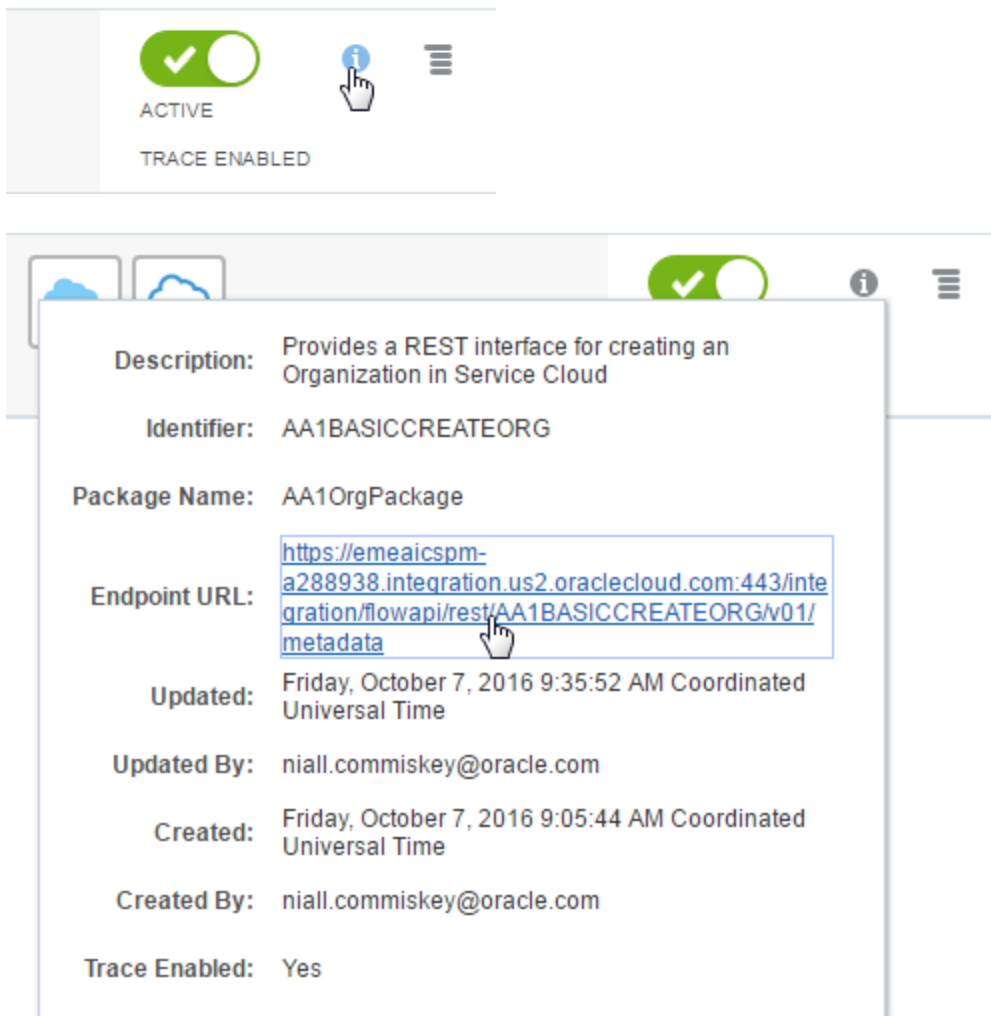 ACTIVE
TRACE ENABLED
Description: Provides a REST interface for creating an
Organization in Service Cloud
Identifier: AA1BASICCREATEORG
Package Name: AA1OrgPackage
https://emeaicspm-
a288938.integration.us2.oraclecloud.com:443/inte
Endpoint URL:
gration/flowapi/rest/AA1BASICCREATEORG/v01/
metadata
Updated: Friday, October 7, 2016 9:35:52 AM Coordinated
Universal Time
Updated By: niall.commiskey@oracle.com
Created: Friday, October 7, 2016 9:05:44 AM Coordinated
Universal Time
Created By: niall.commiskey@oracle.com
Trace Enabled: Yes